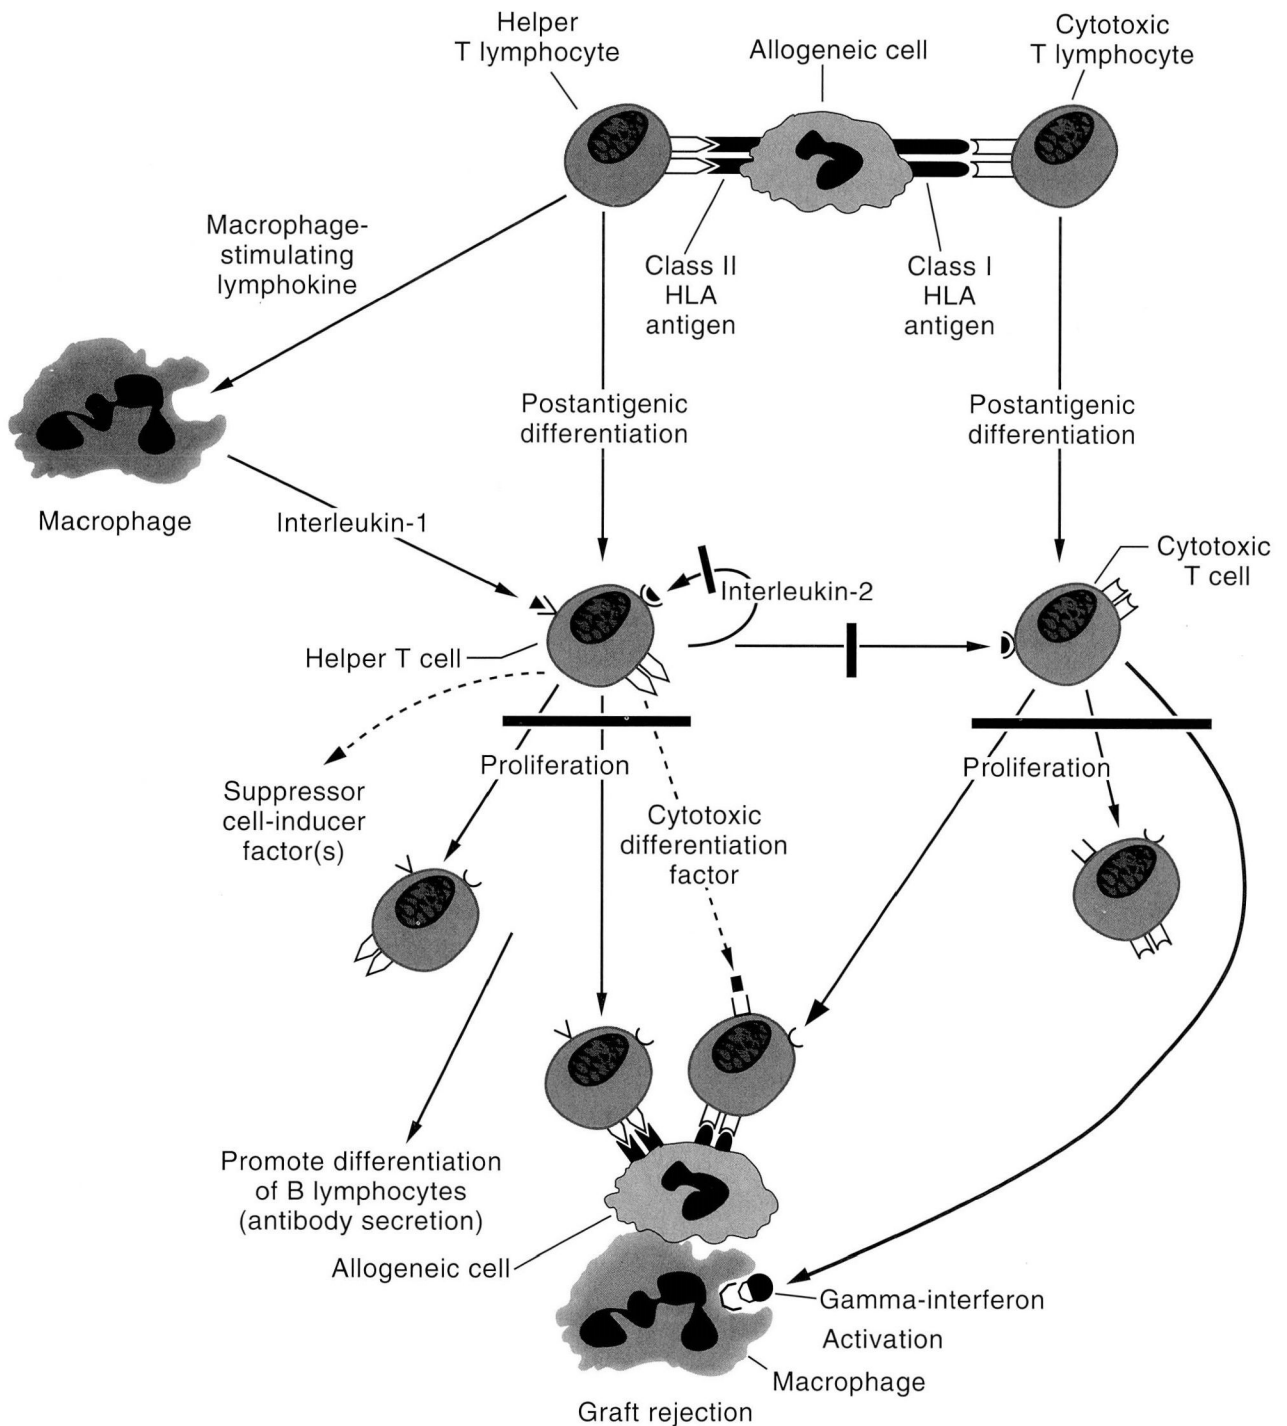 Helper
T lymphocyte
Allogeneic cell
Cytotoxic
T lymphocyte
Macrophage-
stimulating
lymphokine
Class II
HLA
antigen
Class I
HLA
antigen
Postantigenic
differentiation
Postantigenic
differentiation
Macrophage
Interleukin-1
Interleukin-2
Cytotoxic
T cell
Helper T cell
Suppressor
cell-inducer
factor(s)
Proliferation
Cytotoxic
differentiation
factor
Proliferation
Promote differentiation
of B lymphocytes
(antibody secretion)
Allogeneic cell
Gamma-interferon
Activation
Macrophage
Graft rejection